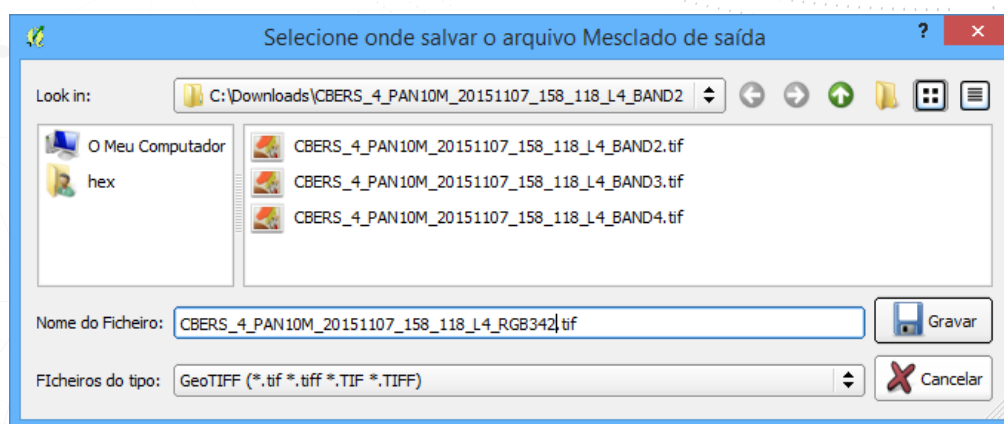 Selecione onde salvar o arquivo Mesclado de saída
?
×
Look in:
C:\Downloads\CBERS_4_PAN10M_20151107_158_118_L4_BAND2
O Meu Computador
hex
CBERS_4_PAN10M_20151107_158_118_L4_BAND2.tif
CBERS_4_PAN10M_20151107_158_118_L4_BAND3.tif
CBERS_4_PAN10M_20151107_158_118_L4_BAND4.tif
Nome do Ficheiro:
CBERS_4_PAN10M_20151107_158_118_L4_RGB342.tif
Gravar
FIcheiros do tipo:
GeoTIFF (*.tif *.tiff *.TIF *.TIFF)
Cancelar